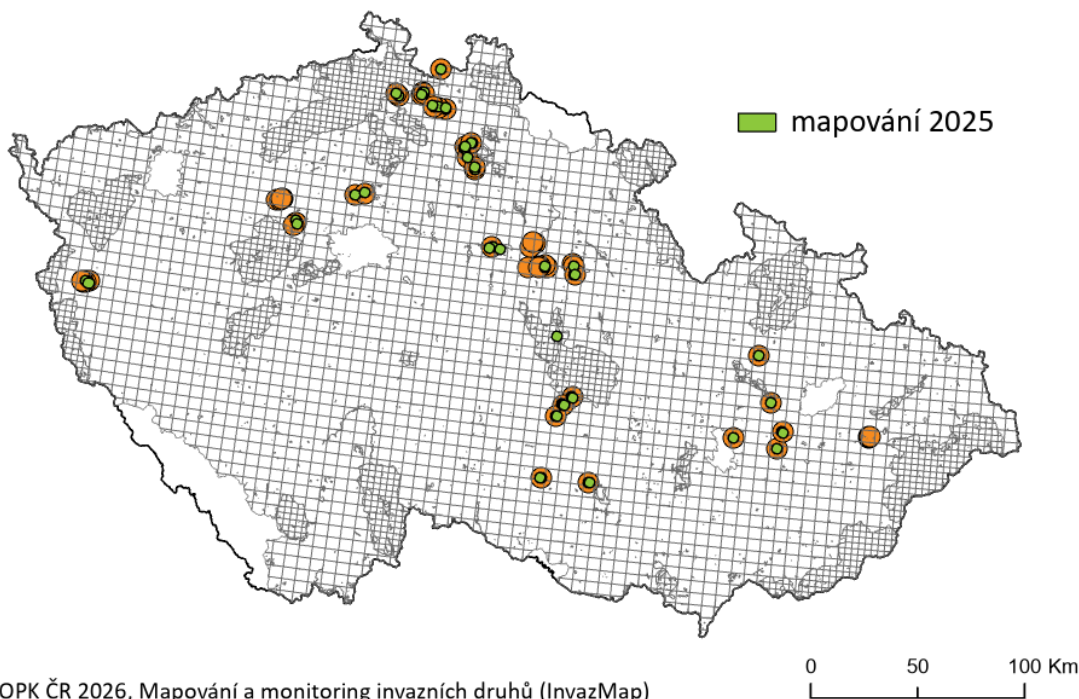 mapování 2025
0 50 100 Km
OPK ČR 2026. Mapování a monitoring invazních druhů (InvazMap)